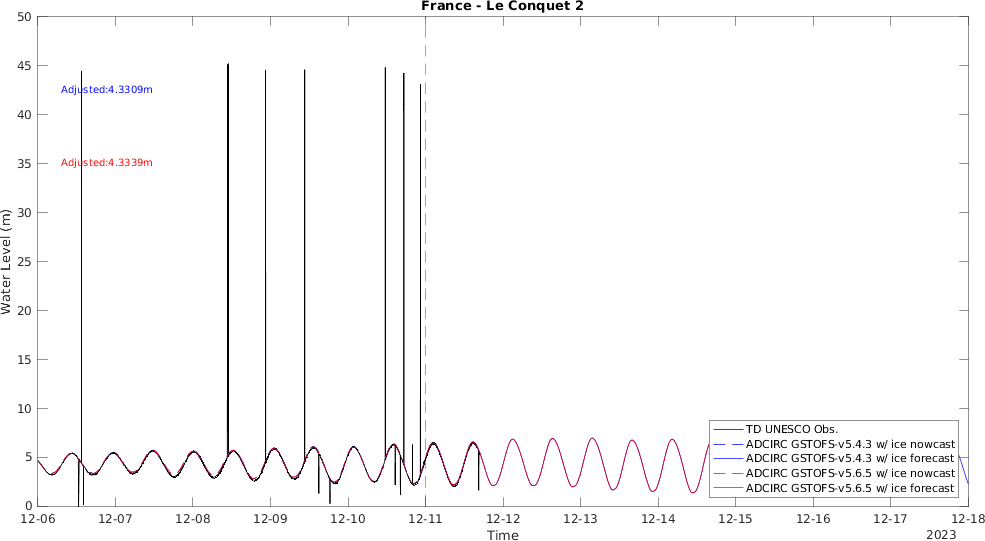 France - Le Conquet 2
50
45
40
35
30
25
20
15
10
5
0
Water Level (m)
Adjusted:4.3309m
Adjusted:4.3339m
TD UNESCO Obs.
ADCIRC GSTOFS-v5.4.3 w/ ice nowcast
ADCIRC GSTOFS-v5.4.3 w/ ice forecast
ADCIRC GSTOFS-v5.6.5 w/ ice nowcast
ADCIRC GSTOFS-v5.6.5 w/ ice forecast
12-06 12-07 12-08 12-09 12-10 12-11 12-12 12-13 12-14 12-15 12-16 12-17 12-18
Time
2023